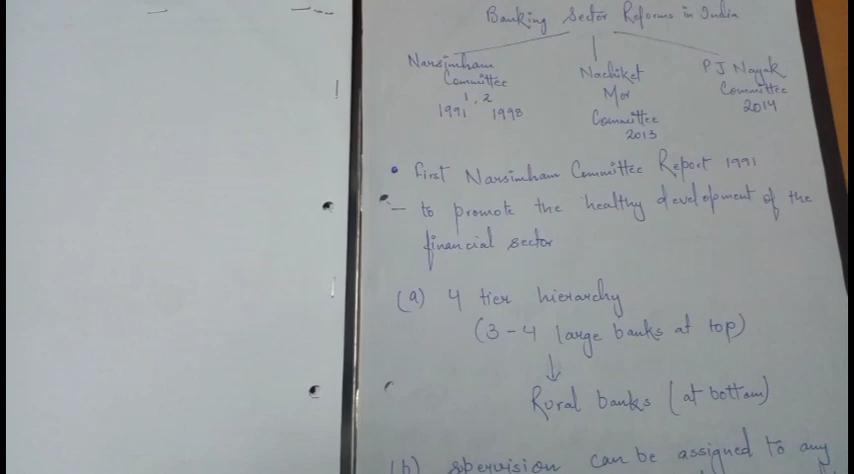 Banking Sector Reforms in India
Narsimham
Committee
1, 2
1991 1998
Nachiket
Mor
Committee
2013
P J Nayak
Committee
2014
• First Narsimham Committee Report 1991
— to promote the healthy development of the
financial sector
(a) 4 tier hierarchy
(3-4 large banks at top)
↓
Rural banks (at bottom)
(b) supervision can be assigned to any